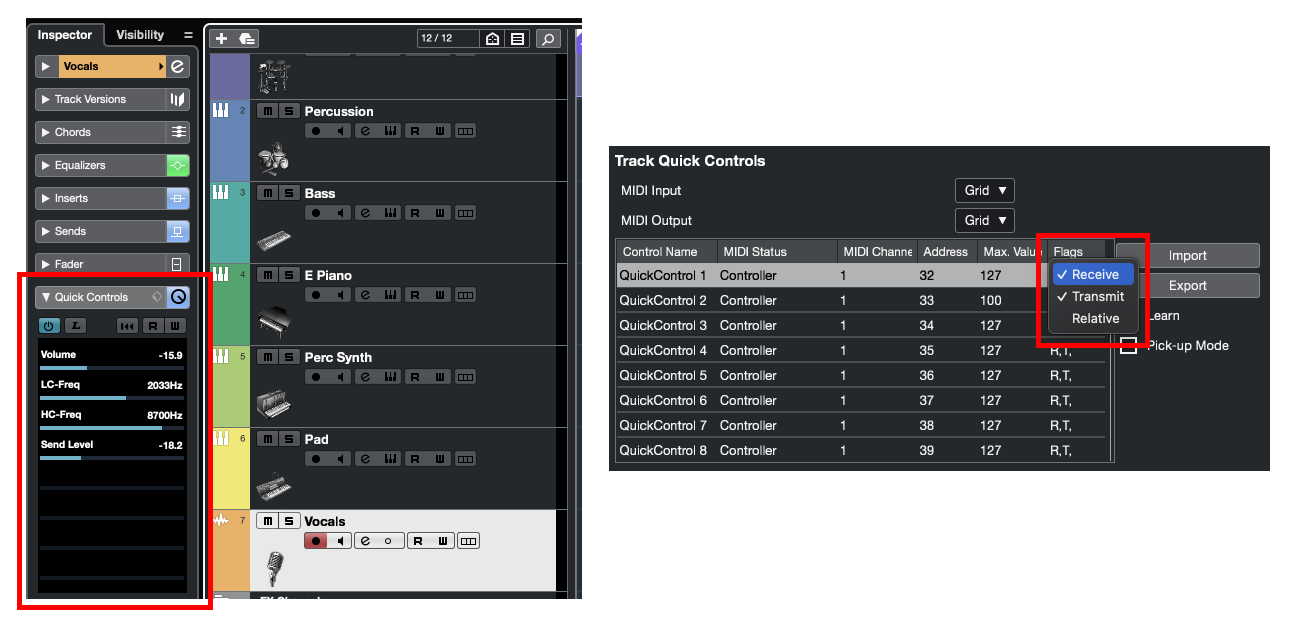 Inspector Visibility
Vocals
Track Versions
Chords
Equalizers
Inserts
Sends
Fader
Quick Controls
L R W
Volume -15.9
LC-Freq 2033Hz
HC-Freq 8700Hz
Send Level -18.2
12 / 12
2 m S Percussion
e R W
3 m S Bass
e R W
4 m S E Piano
e R W
5 m S Perc Synth
e R W
6 m S Pad
e R W
7 m S Vocals
e R W
Track Quick Controls
MIDI Input Grid
MIDI Output Grid
Control Name MIDI Status MIDI Channe Address Max. Value Flags
QuickControl 1 Controller 1 32 127
QuickControl 2 Controller 1 33 100
QuickControl 3 Controller 1 34 127
QuickControl 4 Controller 1 35 127 R,T,
QuickControl 5 Controller 1 36 127 R,T,
QuickControl 6 Controller 1 37 127 R,T,
QuickControl 7 Controller 1 38 127 R,T,
QuickControl 8 Controller 1 39 127 R,T,
Receive
Transmit
Relative
Import
Export
Learn
Pick-up Mode